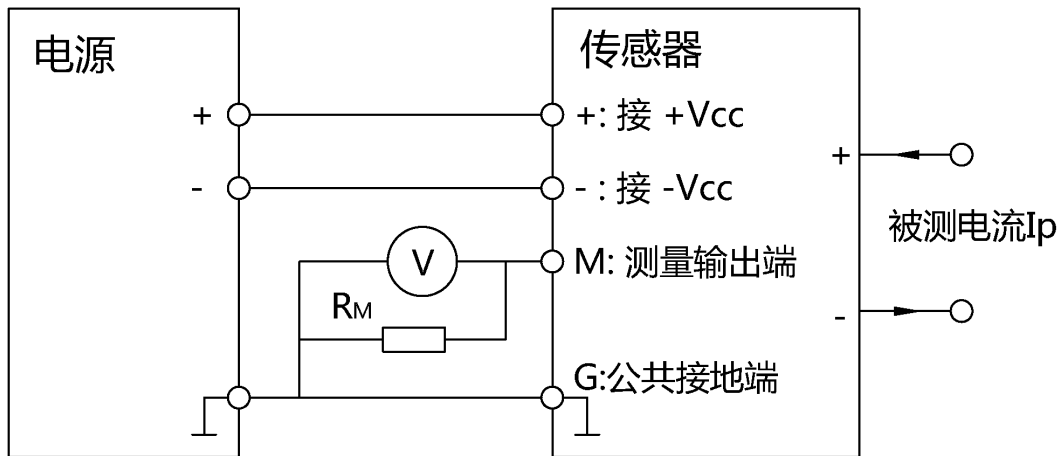 电源
传感器
+
+: 接 +Vcc
-
- : 接 -Vcc
+
被测电流Ip
-
V
M: 测量输出端
RM
G:公共接地端